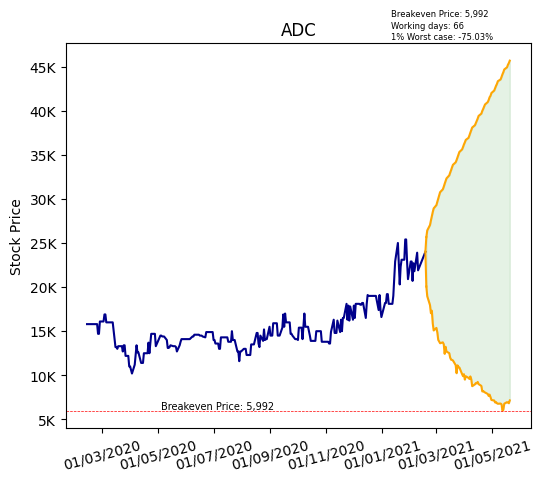 Breakeven Price: 5,992
Working days: 66
1% Worst case: -75.03%
ADC
45K
40K
35K
30K
25K
20K
15K
10K
5K
Stock Price
Breakeven Price: 5,992
01/03/2020
01/05/2020
01/07/2020
01/09/2020
01/11/2020
01/01/2021
01/03/2021
01/05/2021